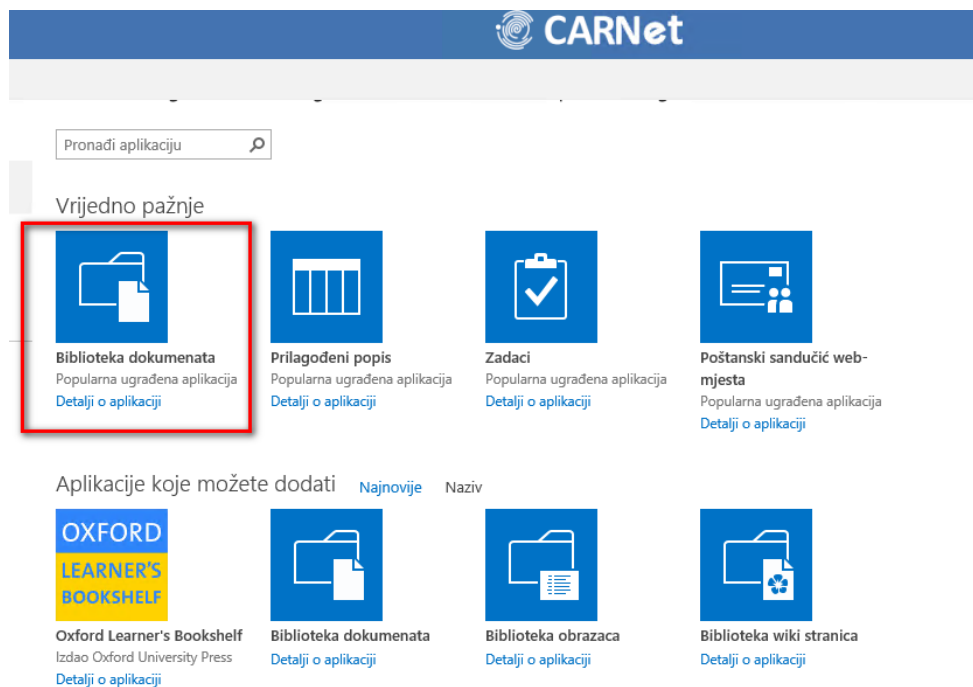 CARNet
Pronađi aplikaciju
Vrijedno pažnje
Biblioteka dokumenata
Popularna ugrađena aplikacija
Detalji o aplikaciji
Prilagođeni popis
Popularna ugrađena aplikacija
Detalji o aplikaciji
Zadaci
Popularna ugrađena aplikacija
Detalji o aplikaciji
Poštanski sandučić web-
mjesta
Popularna ugrađena aplikacija
Detalji o aplikaciji
Aplikacije koje možete dodati Najnovije Naziv
OXFORD
LEARNER'S
BOOKSHELF
Oxford Learner's Bookshelf
Izdao Oxford University Press
Detalji o aplikaciji
Biblioteka dokumenata
Detalji o aplikaciji
Biblioteka obrazaca
Detalji o aplikaciji
Biblioteka wiki stranica
Detalji o aplikaciji